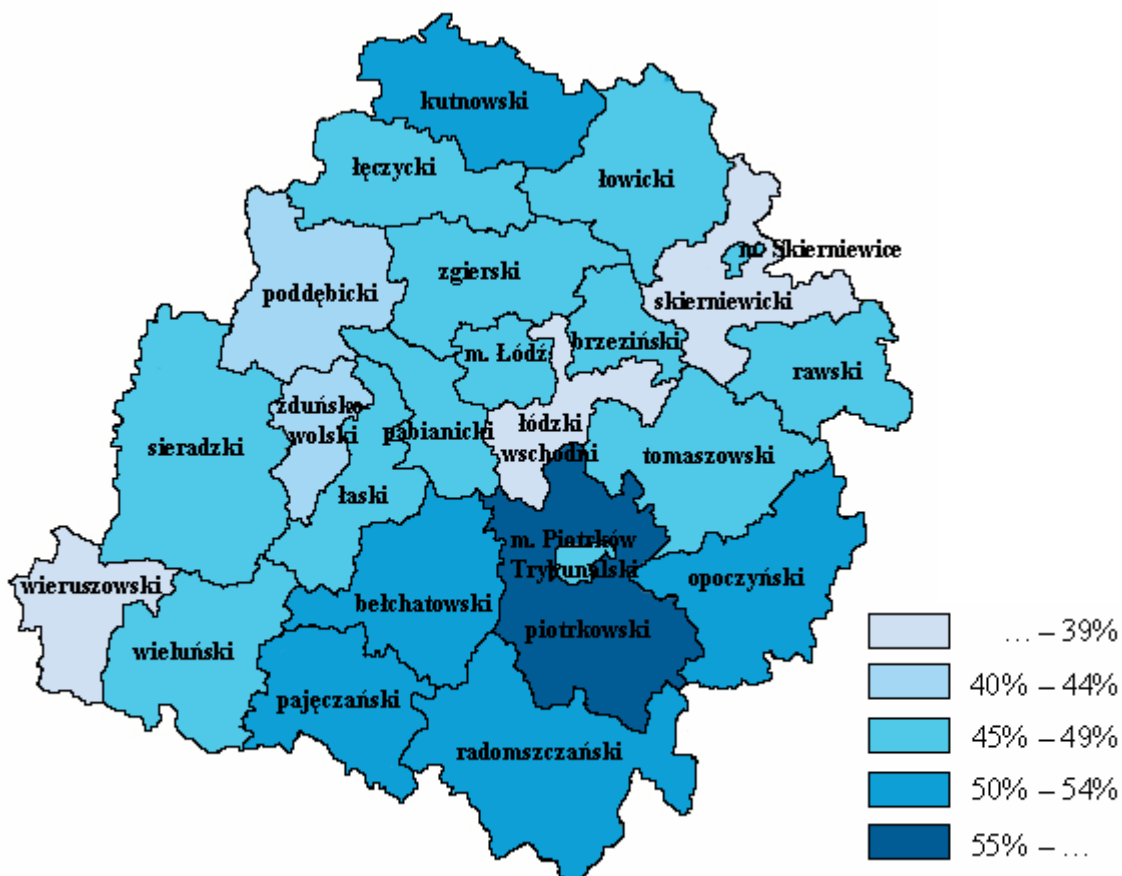 kutnowski
łęczycki
łowicki
m. Skierniewice
zgierski
poddębicki
skierniewicki
brzeziński
m. Łódź
rawski
zduńsko-
wolski
łódzki
wschodni
pabianicki
sieradzki
tomaszowski
łaski
m. Piotrków
Trybunalski
opoczyński
wieruszowski
bełchatowski
piotrkowski
wieluński
pajęczański
radomszczański
... – 39%
40% – 44%
45% – 49%
50% – 54%
55% – ...